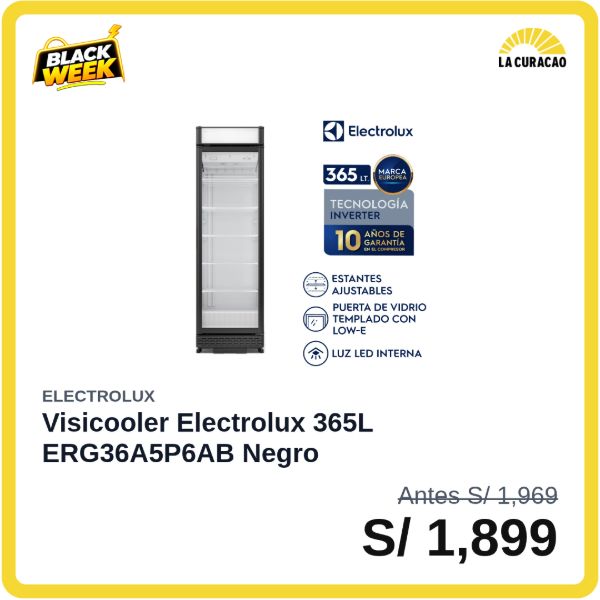 BLACK
WEEK
LA CURACAO
Electrolux
365 LT.
MARCA
EUROPEA
TECNOLOGÍA
INVERTER
10 AÑOS DE
GARANTÍA
EN EL COMPRESOR
ESTANTES
AJUSTABLES
PUERTA DE VIDRIO
TEMPLADO CON
LOW-E
LUZ LED INTERNA
ELECTROLUX
Visicooler Electrolux 365L
ERG36A5P6AB Negro
Antes S/ 1,969
S/ 1,899